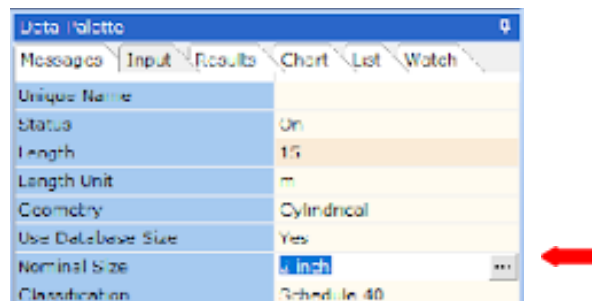 Data Palette
Messages Input Results Chart List Watch
Unique Name
Status On
Length 15
Length Unit m
Geometry Cylindrical
Use Database Size Yes
Nominal Size inch ...
Classification Schedule 40